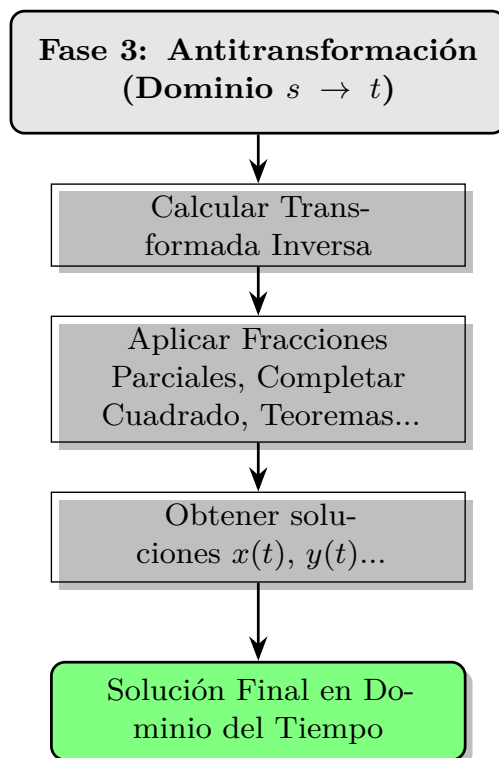 Fase 3: Antitransformación
(Dominio s → t)
Calcular Trans-
formada Inversa
Aplicar Fracciones
Parciales, Completar
Cuadrado, Teoremas...
Obtener solu-
ciones x(t), y(t)...
Solución Final en Do-
minio del Tiempo